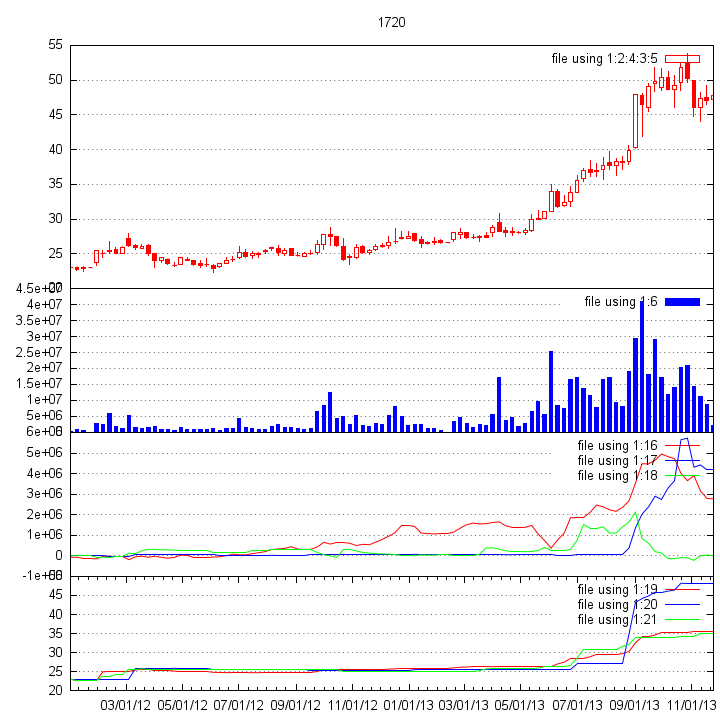 1720
55
file using 1:2:4:3:5
50
45
40
35
30
25
20
4.5e+07
file using 1:6
4e+07
3.5e+07
3e+07
2.5e+07
2e+07
1.5e+07
1e+07
5e+06
0
6e+06
file using 1:16
5e+06
file using 1:17
file using 1:18
4e+06
3e+06
2e+06
1e+06
0
-1e+06
50
file using 1:19
45
file using 1:20
40
file using 1:21
35
30
25
20
03/01/12 05/01/12 07/01/12 09/01/12 11/01/12 01/01/13 03/01/13 05/01/13 07/01/13 09/01/13 11/01/13